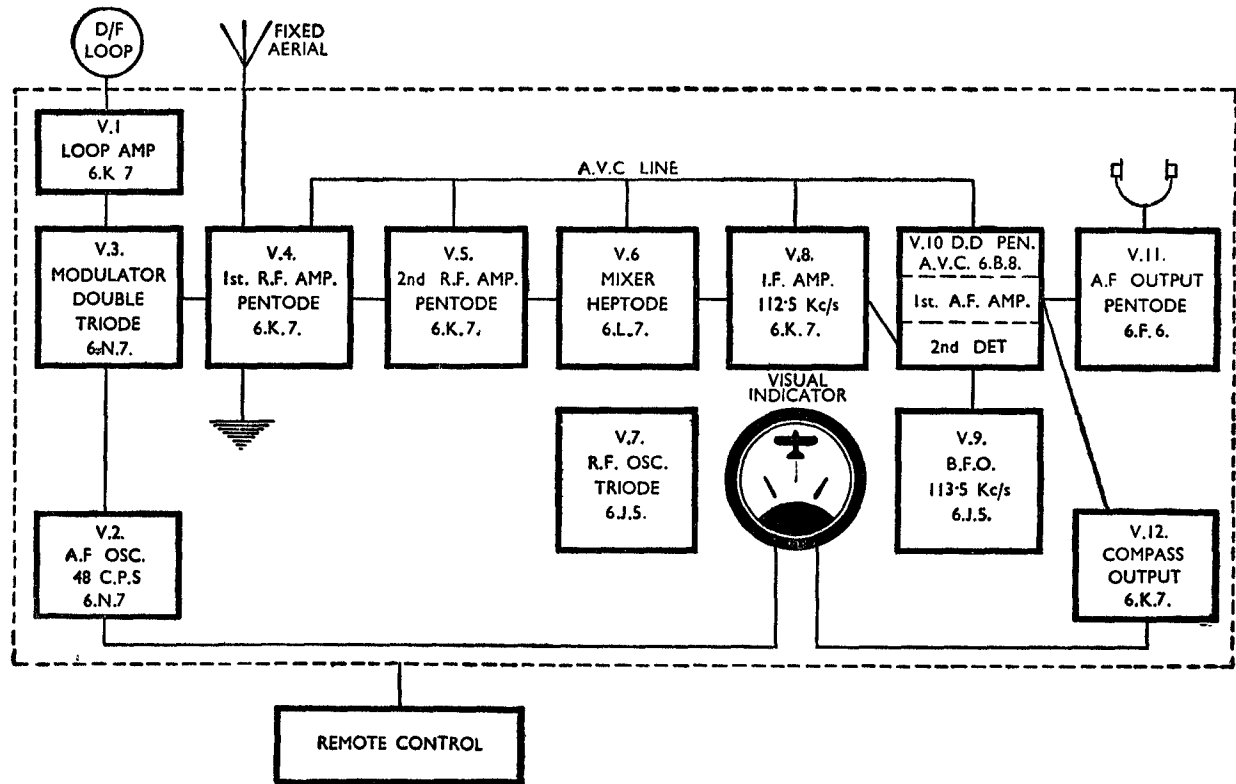 D/F
LOOP
FIXED
AERIAL
V.1
LOOP AMP
6.K 7
A.V.C LINE
V.3.
MODULATOR
DOUBLE
TRIODE
6.N.7.
V.4.
1st. R.F. AMP.
PENTODE
6.K.7.
V.5.
2nd R.F. AMP.
PENTODE
6.K.7.
V.6
MIXER
HEPTODE
6.L.7.
V.8.
I.F. AMP.
112·5 Kc/s
6.K.7.
V.10 D.D PEN.
A.V.C. 6.B.8.
1st. A.F. AMP.
2nd DET
V.11.
A.F OUTPUT
PENTODE
6.F.6.
VISUAL
INDICATOR
V.7.
R.F. OSC.
TRIODE
6.J.5.
V.9.
B.F.O.
113·5 Kc/s
6.J.5.
V.2.
A.F OSC.
48 C.P.S
6.N.7
V.12.
COMPASS
OUTPUT
6.K.7.
REMOTE CONTROL